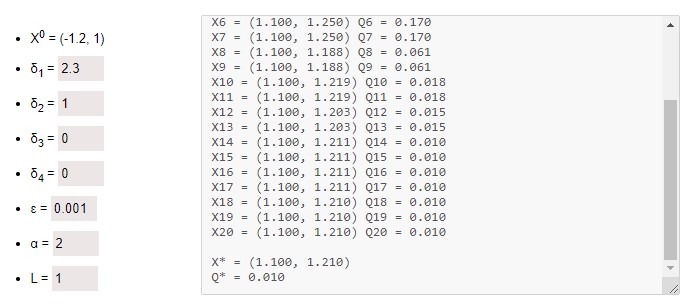 X⁰ = (-1.2, 1)
δ₁ = 2.3
δ₂ = 1
δ₃ = 0
δ₄ = 0
ε = 0.001
α = 2
L = 1
X6 = (1.100, 1.250) Q6 = 0.170
X7 = (1.100, 1.250) Q7 = 0.170
X8 = (1.100, 1.188) Q8 = 0.061
X9 = (1.100, 1.188) Q9 = 0.061
X10 = (1.100, 1.219) Q10 = 0.018
X11 = (1.100, 1.219) Q11 = 0.018
X12 = (1.100, 1.203) Q12 = 0.015
X13 = (1.100, 1.203) Q13 = 0.015
X14 = (1.100, 1.211) Q14 = 0.010
X15 = (1.100, 1.211) Q15 = 0.010
X16 = (1.100, 1.211) Q16 = 0.010
X17 = (1.100, 1.211) Q17 = 0.010
X18 = (1.100, 1.210) Q18 = 0.010
X19 = (1.100, 1.210) Q19 = 0.010
X20 = (1.100, 1.210) Q20 = 0.010
X* = (1.100, 1.210)
Q* = 0.010